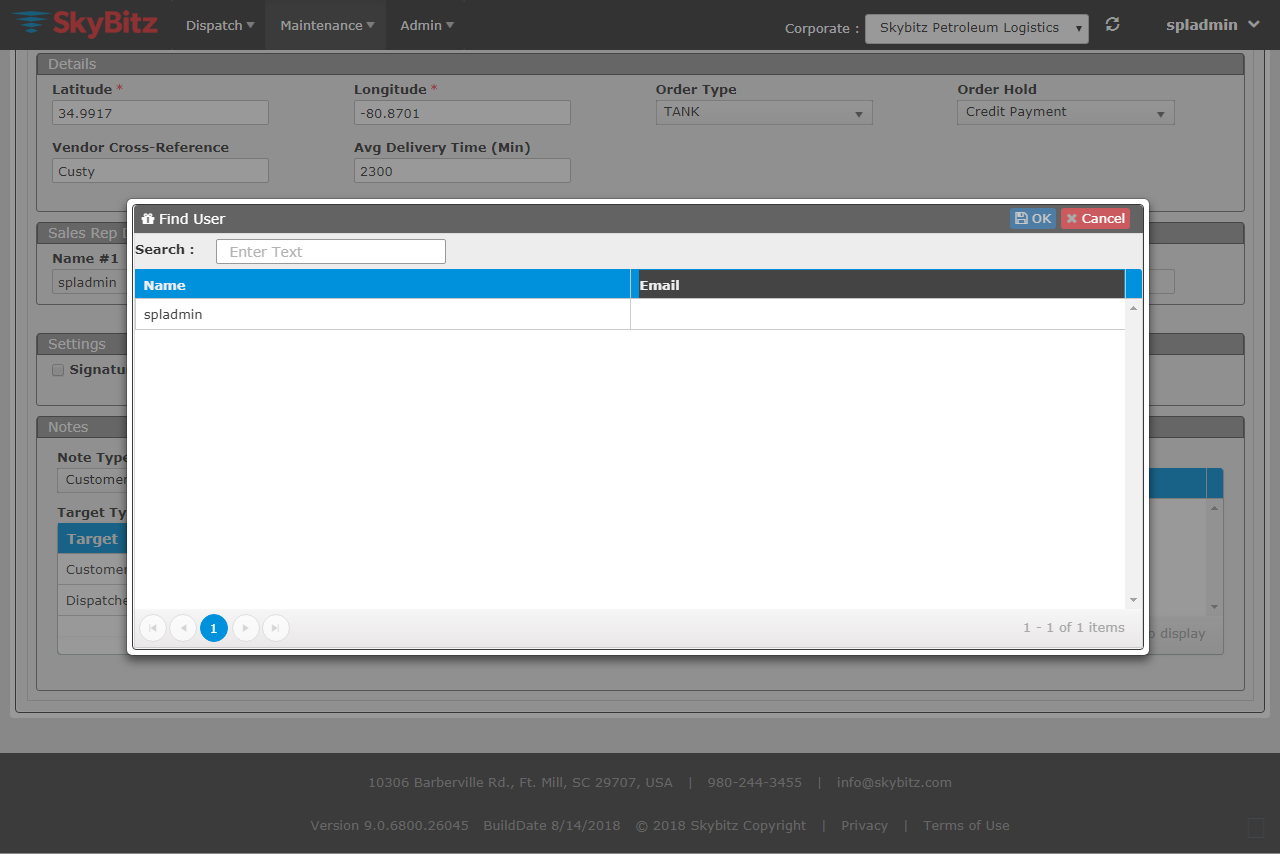 SkyBitz Dispatch Maintenance Admin Corporate : Skybitz Petroleum Logistics spladmin
Details
Latitude * Longitude * Order Type Order Hold
34.9917 -80.8701 TANK Credit Payment
Vendor Cross-Reference Avg Delivery Time (Min)
Custy 2300
Find User OK Cancel
Sales Rep
Search : Enter Text
Name #1
spladmin
Name Email
spladmin
Settings
Signatu
Notes
Note Type
Customer
Target Ty
Target
Customer
Dispatche
1 1 - 1 of 1 items
display
10306 Barberville Rd., Ft. Mill, SC 29707, USA | 980-244-3455 | info@skybitz.com
Version 9.0.6800.26045 BuildDate 8/14/2018 © 2018 Skybitz Copyright | Privacy | Terms of Use